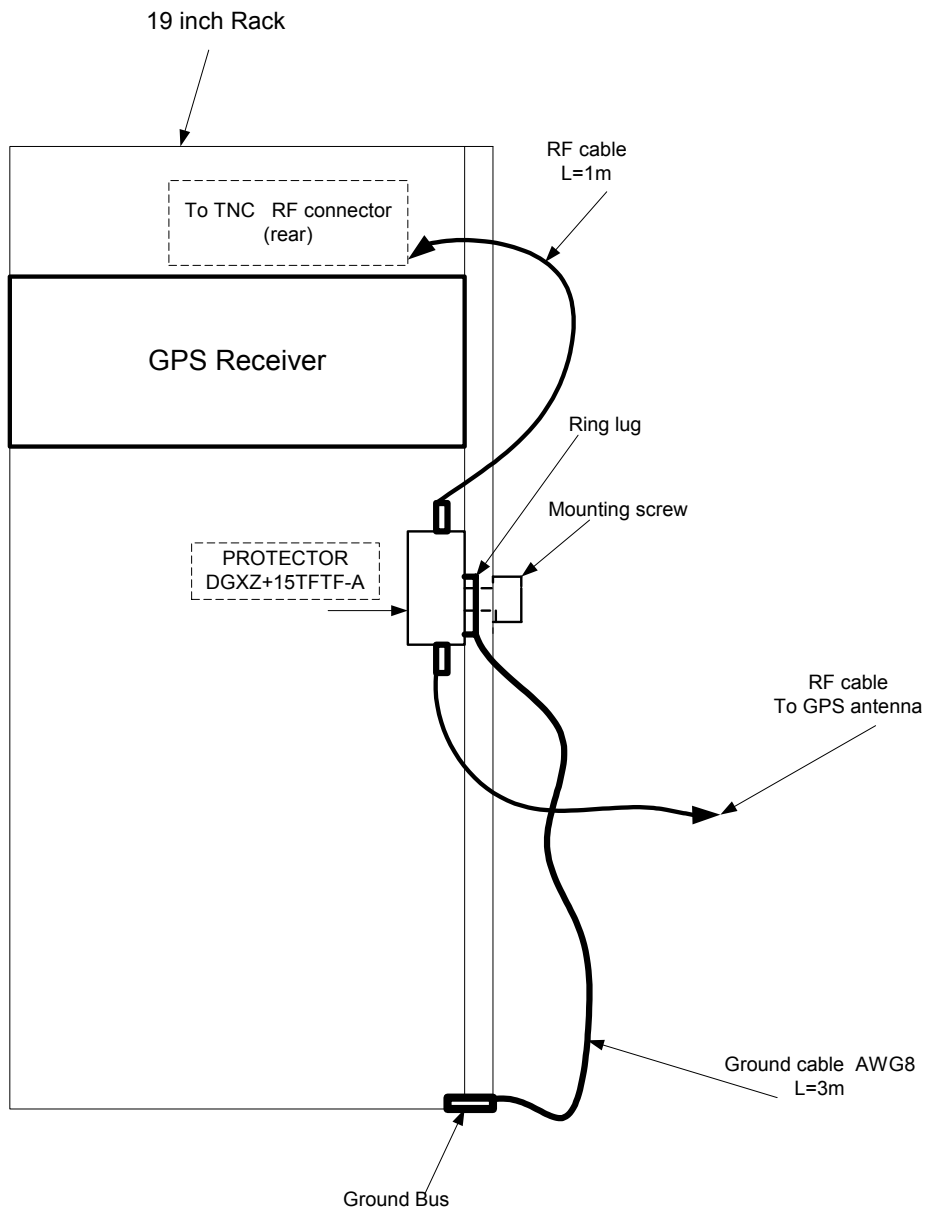 19 inch Rack
RF cable
L=1m
To TNC RF connector
(rear)
GPS Receiver
Ring lug
Mounting screw
PROTECTOR
DGXZ+15TFTF-A
RF cable
To GPS antenna
Ground cable AWG8
L=3m
Ground Bus